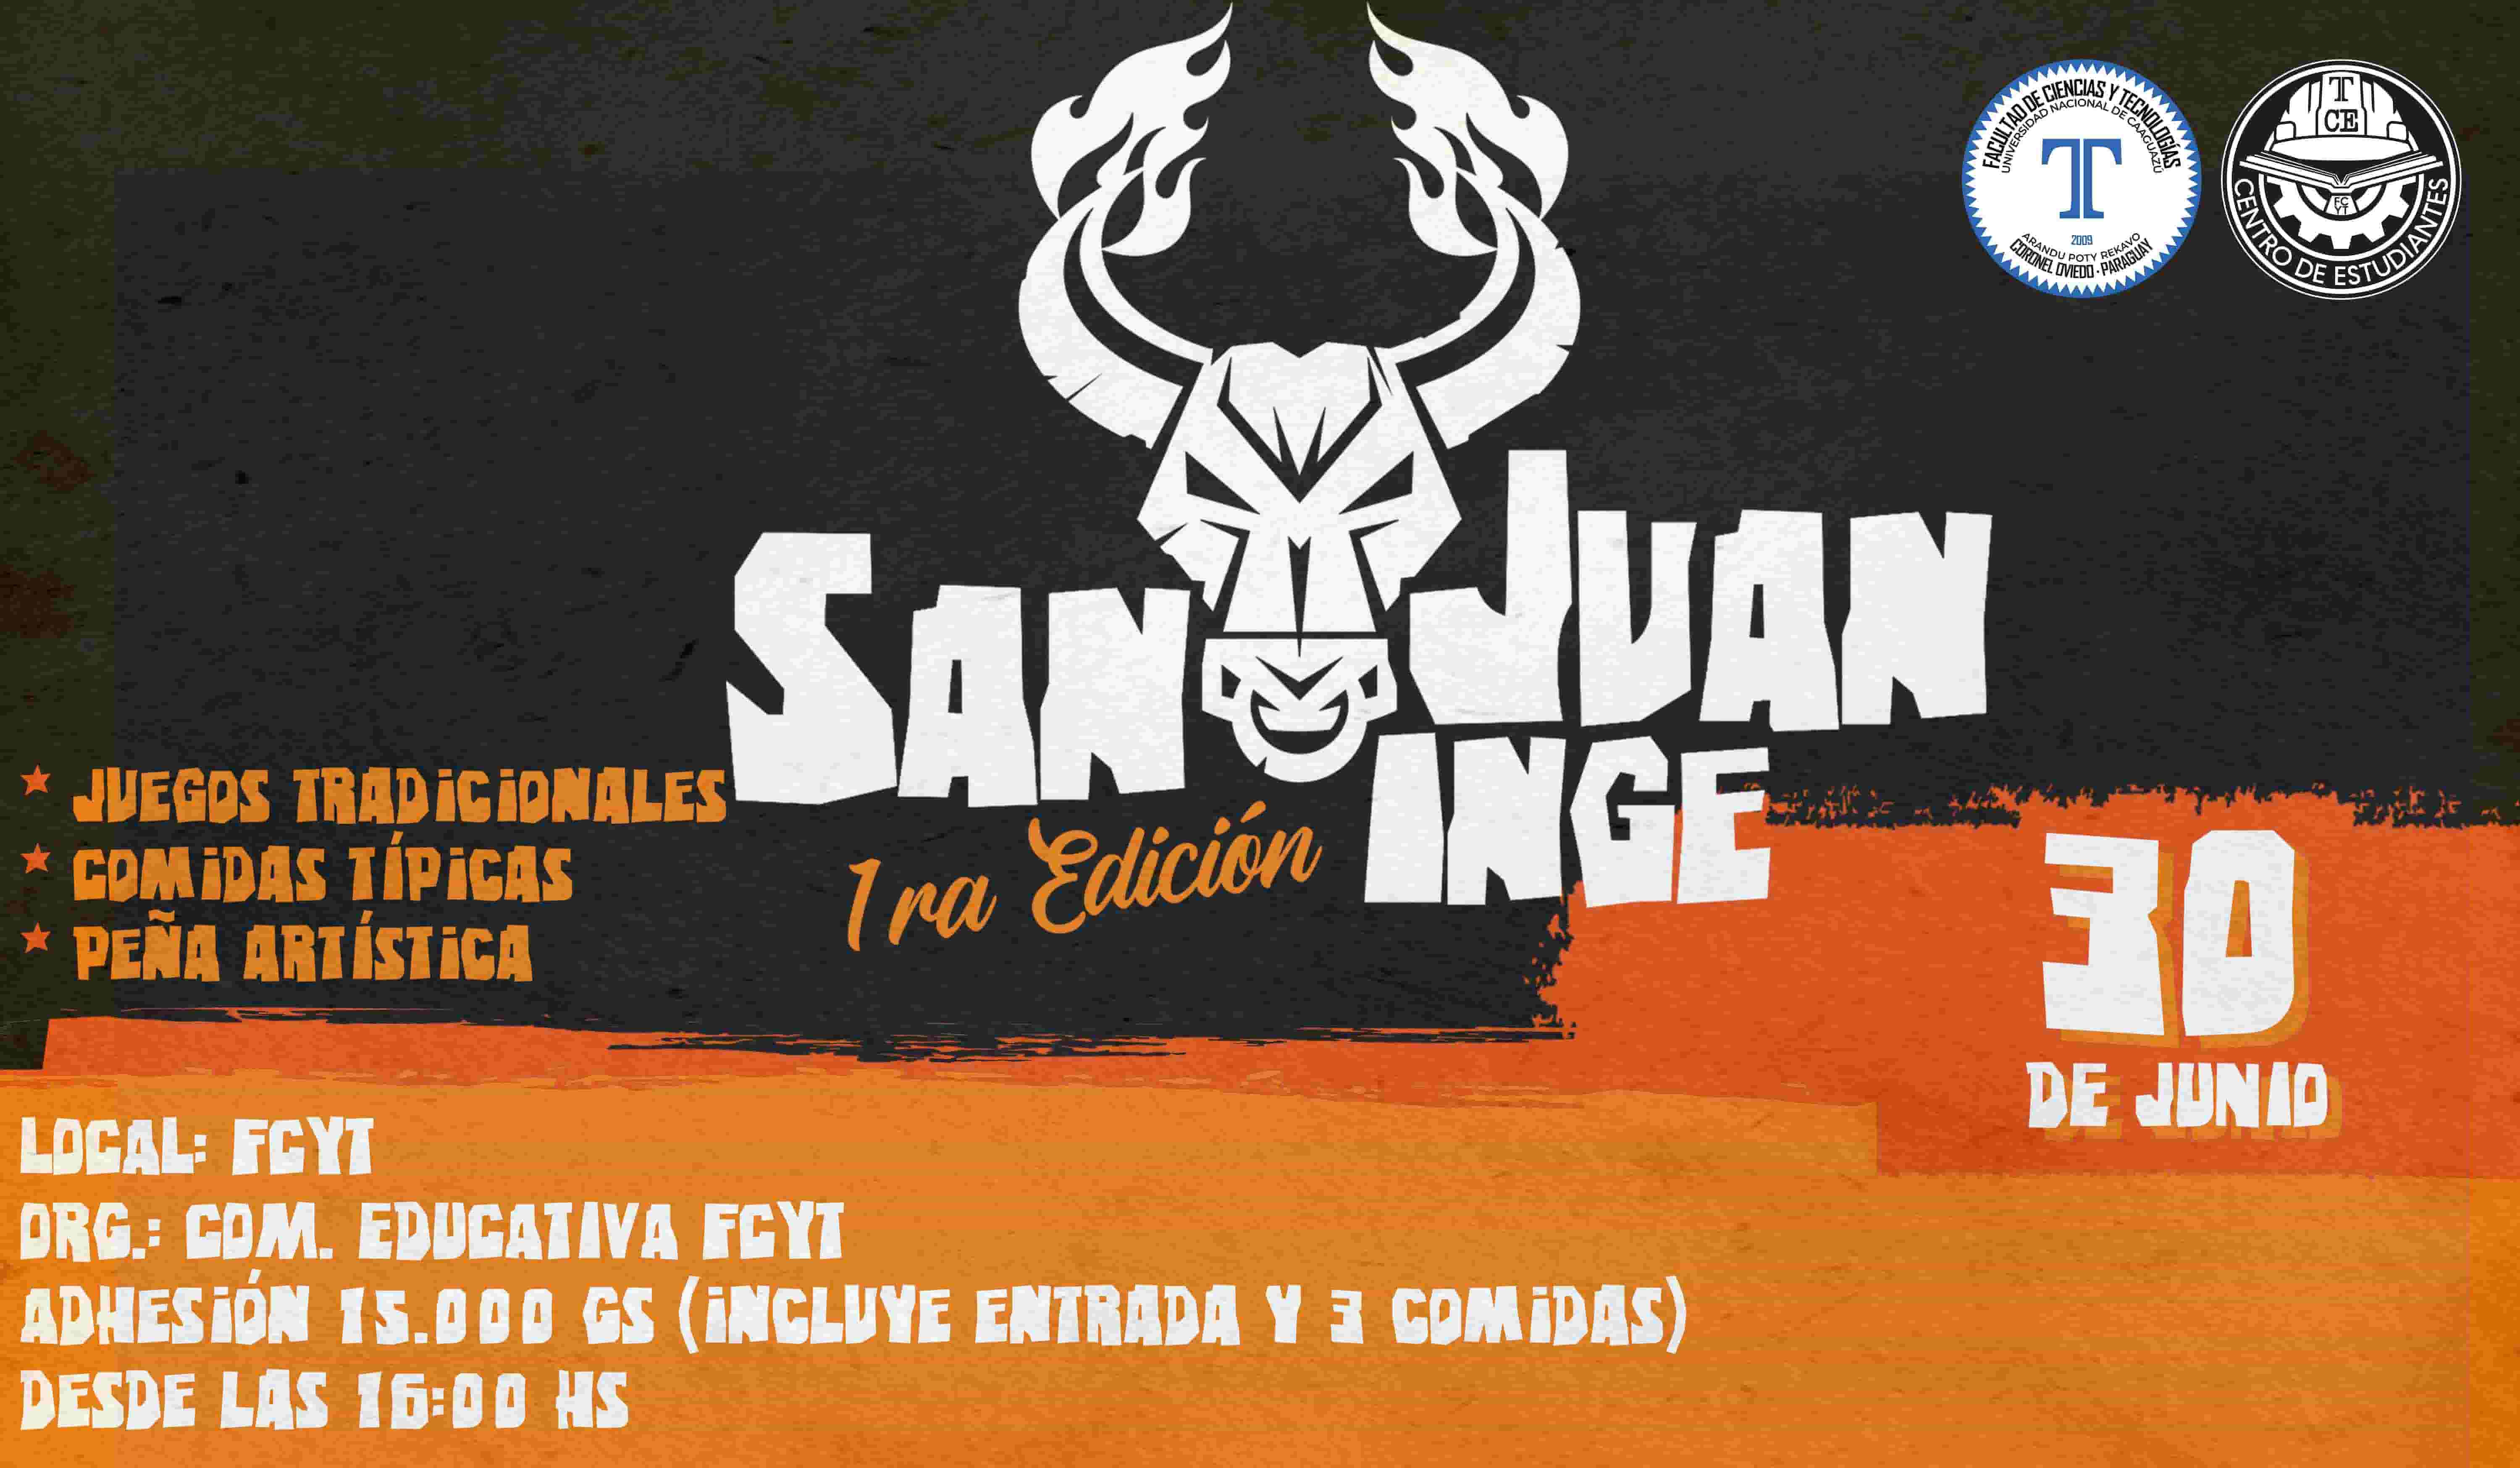 FACULTAD DE CIENCIAS Y TECNOLOGÍAS
UNIVERSIDAD NACIONAL DE CAAGUAZÚ
T
2009
ARANDU POTY REKAVO
CORONEL OVIEDO - PARAGUAY
T
CE
FC
YT
CENTRO DE ESTUDIANTES
SAN JUAN
INGE
1ra Edición
JUEGOS TRADICIONALES
COMIDAS TÍPICAS
PEÑA ARTÍSTICA
30
DE JUNIO
LOCAL: FCYT
ORG.: COM. EDUCATIVA FCYT
ADHESIÓN 15.000 GS (INCLUYE ENTRADA Y 3 COMIDAS)
DESDE LAS 16:00 HS